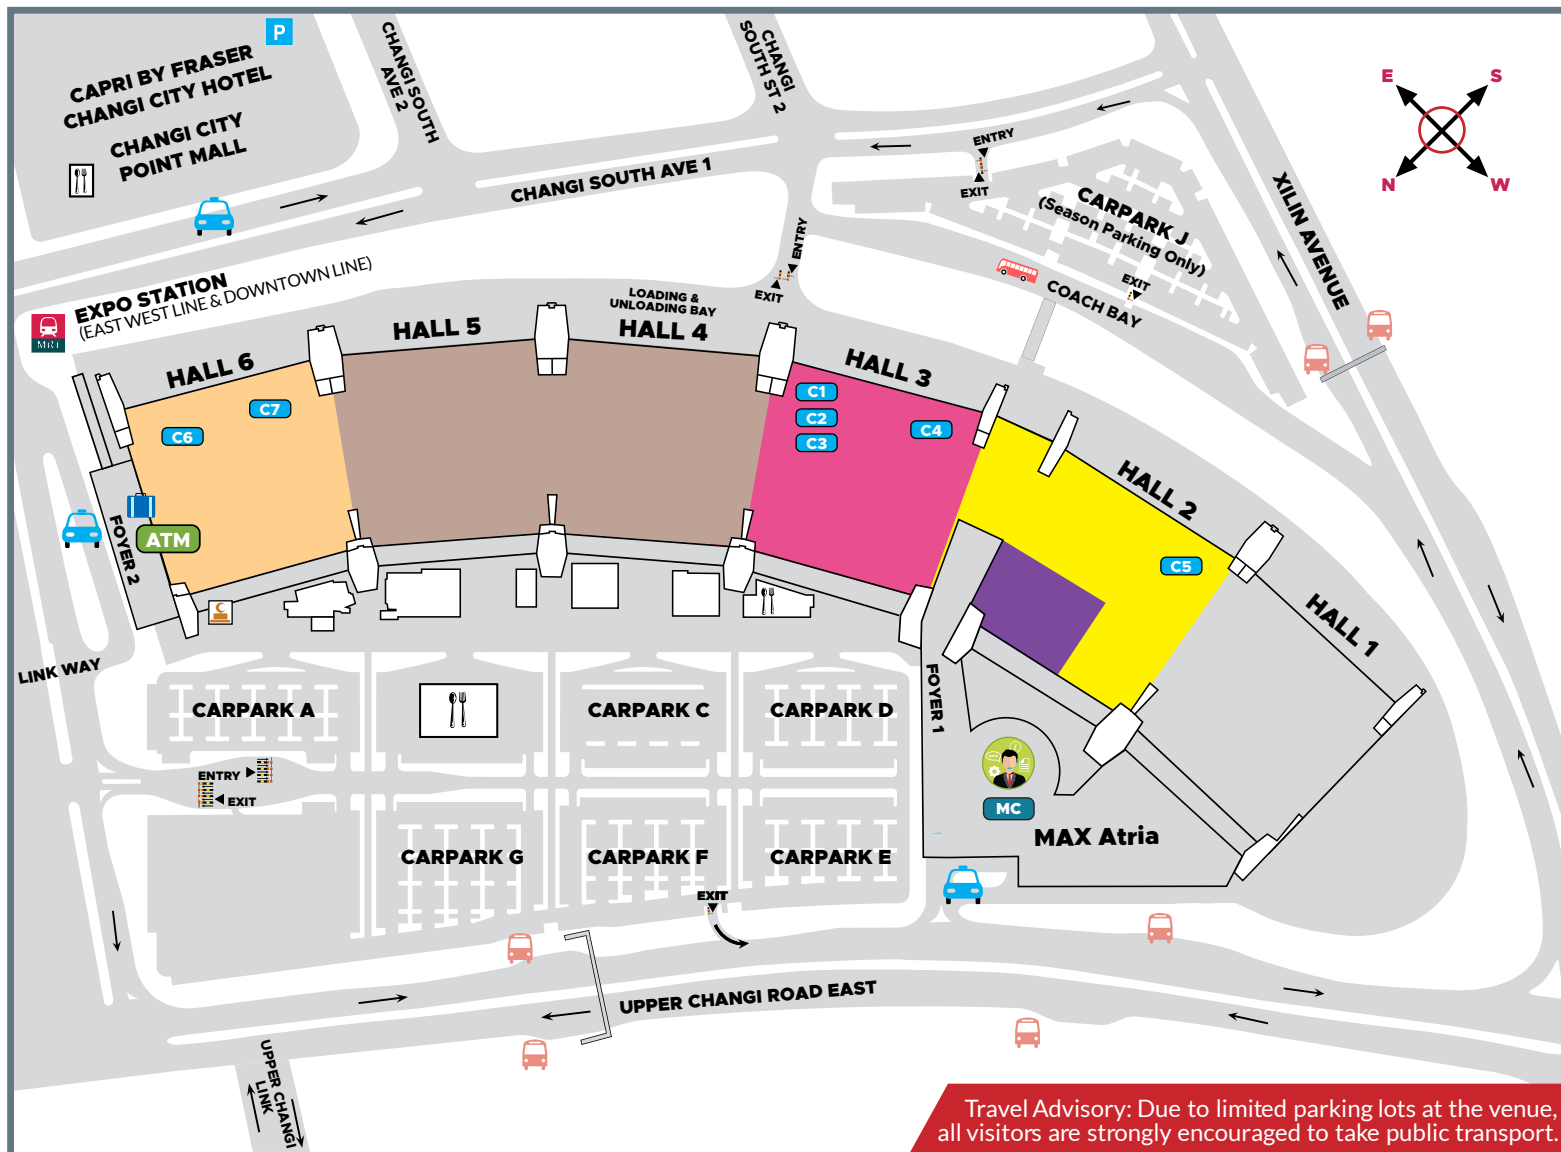 P
CAPRI BY FRASER
CHANGI CITY HOTEL
CHANGI CITY
POINT MALL
CHANGI SOUTH
AVE 2
CHANGI
SOUTH ST 2
CHANGI SOUTH AVE 1
ENTRY
EXIT
CARPARK J
(Season Parking Only)
EXIT
COACH BAY
XILIN AVENUE
E
S
N
W
ENTRY
EXIT
EXPO STATION
(EAST WEST LINE & DOWNTOWN LINE)
MRT
LOADING &
UNLOADING BAY
HALL 6
HALL 5
HALL 4
HALL 3
HALL 2
HALL 1
C7
C6
C1
C2
C3
C4
C5
ATM
FOYER 2
LINK WAY
FOYER 1
CARPARK A
CARPARK C
CARPARK D
ENTRY
EXIT
MC
MAX Atria
CARPARK G
CARPARK F
CARPARK E
EXIT
UPPER CHANGI ROAD EAST
UPPER CHANGI
LINK
Travel Advisory: Due to limited parking lots at the venue,
all visitors are strongly encouraged to take public transport.